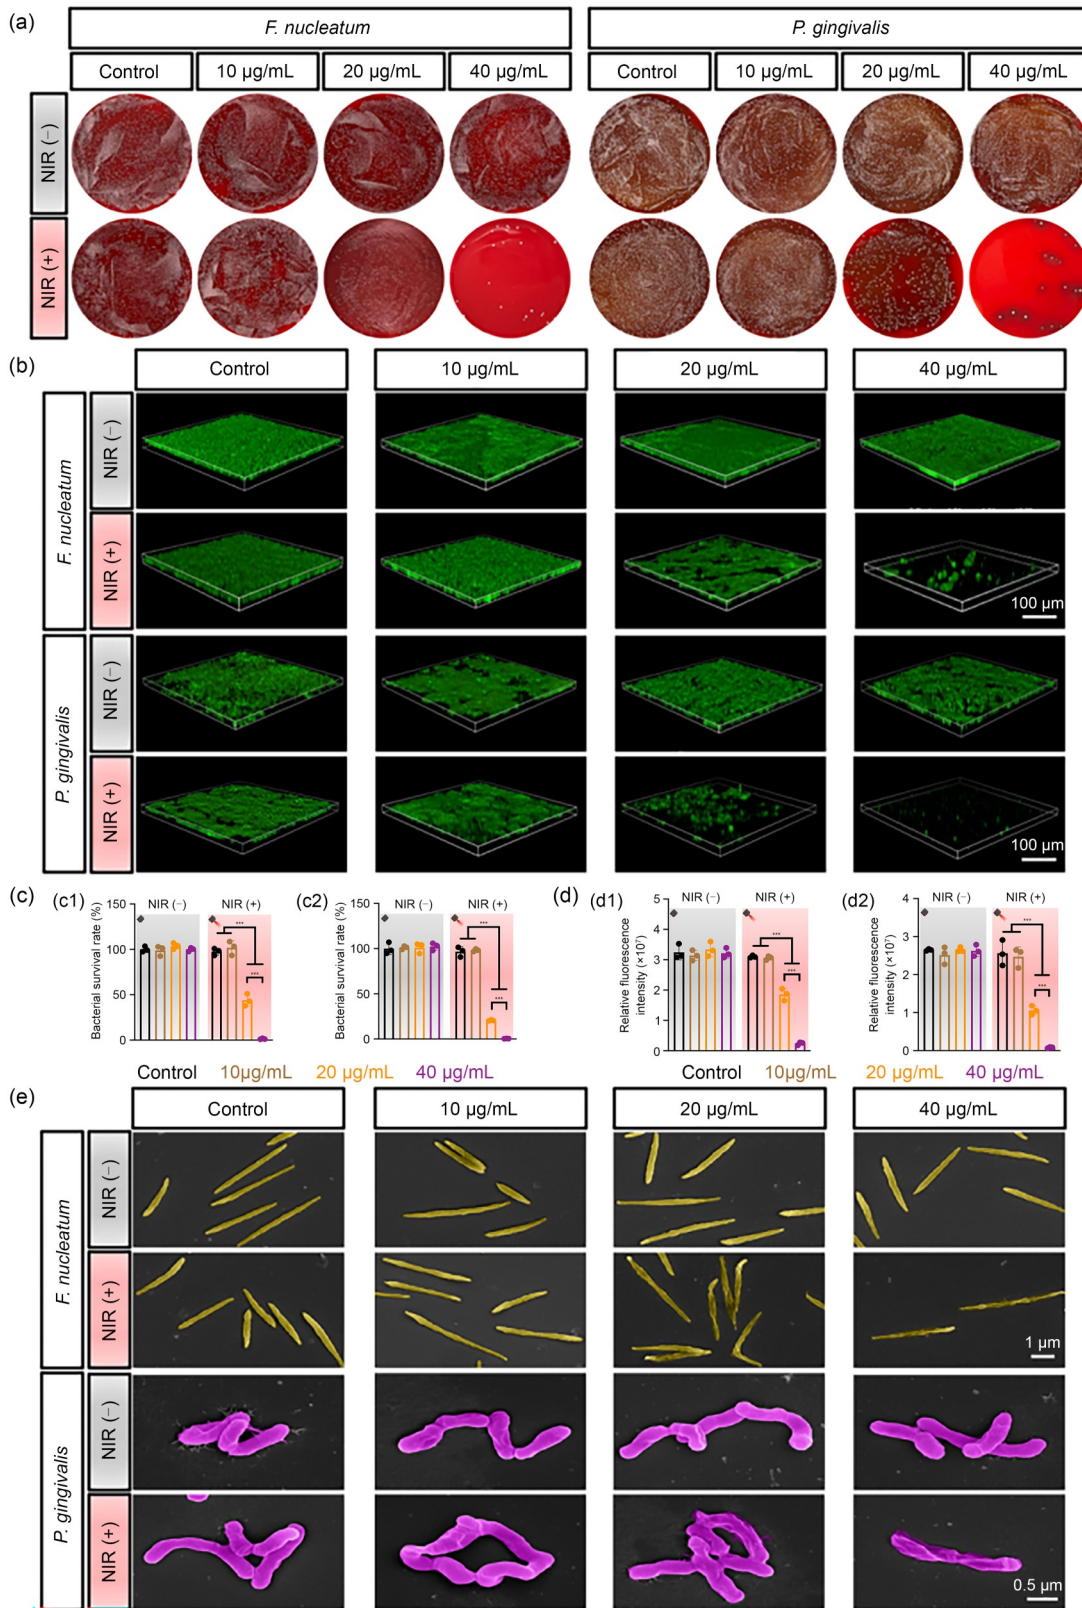 (a)
F. nucleatum
P. gingivalis
Control 10 µg/mL 20 µg/mL 40 µg/mL Control 10 µg/mL 20 µg/mL 40 µg/mL
NIR (−)
NIR (+)
(b)
Control 10 µg/mL 20 µg/mL 40 µg/mL
F. nucleatum
NIR (−)
NIR (+)
100 µm
P. gingivalis
NIR (−)
NIR (+)
100 µm
(c)
(c1)
NIR (−) NIR (+)
Bacterial survival rate (%)
150
100
50
0
***
***
(c2)
NIR (−) NIR (+)
Bacterial survival rate (%)
150
100
50
0
***
***
(d)
(d1)
NIR (−) NIR (+)
Relative fluorescence
intensity (×10⁷)
5
4
3
2
1
0
***
***
(d2)
NIR (−) NIR (+)
Relative fluorescence
intensity (×10⁷)
4
3
2
1
0
***
***
Control 10µg/mL 20 µg/mL 40 µg/mL Control 10µg/mL 20 µg/mL 40 µg/mL
(e)
Control 10 µg/mL 20 µg/mL 40 µg/mL
F. nucleatum
NIR (−)
NIR (+)
1 µm
P. gingivalis
NIR (−)
NIR (+)
0.5 µm